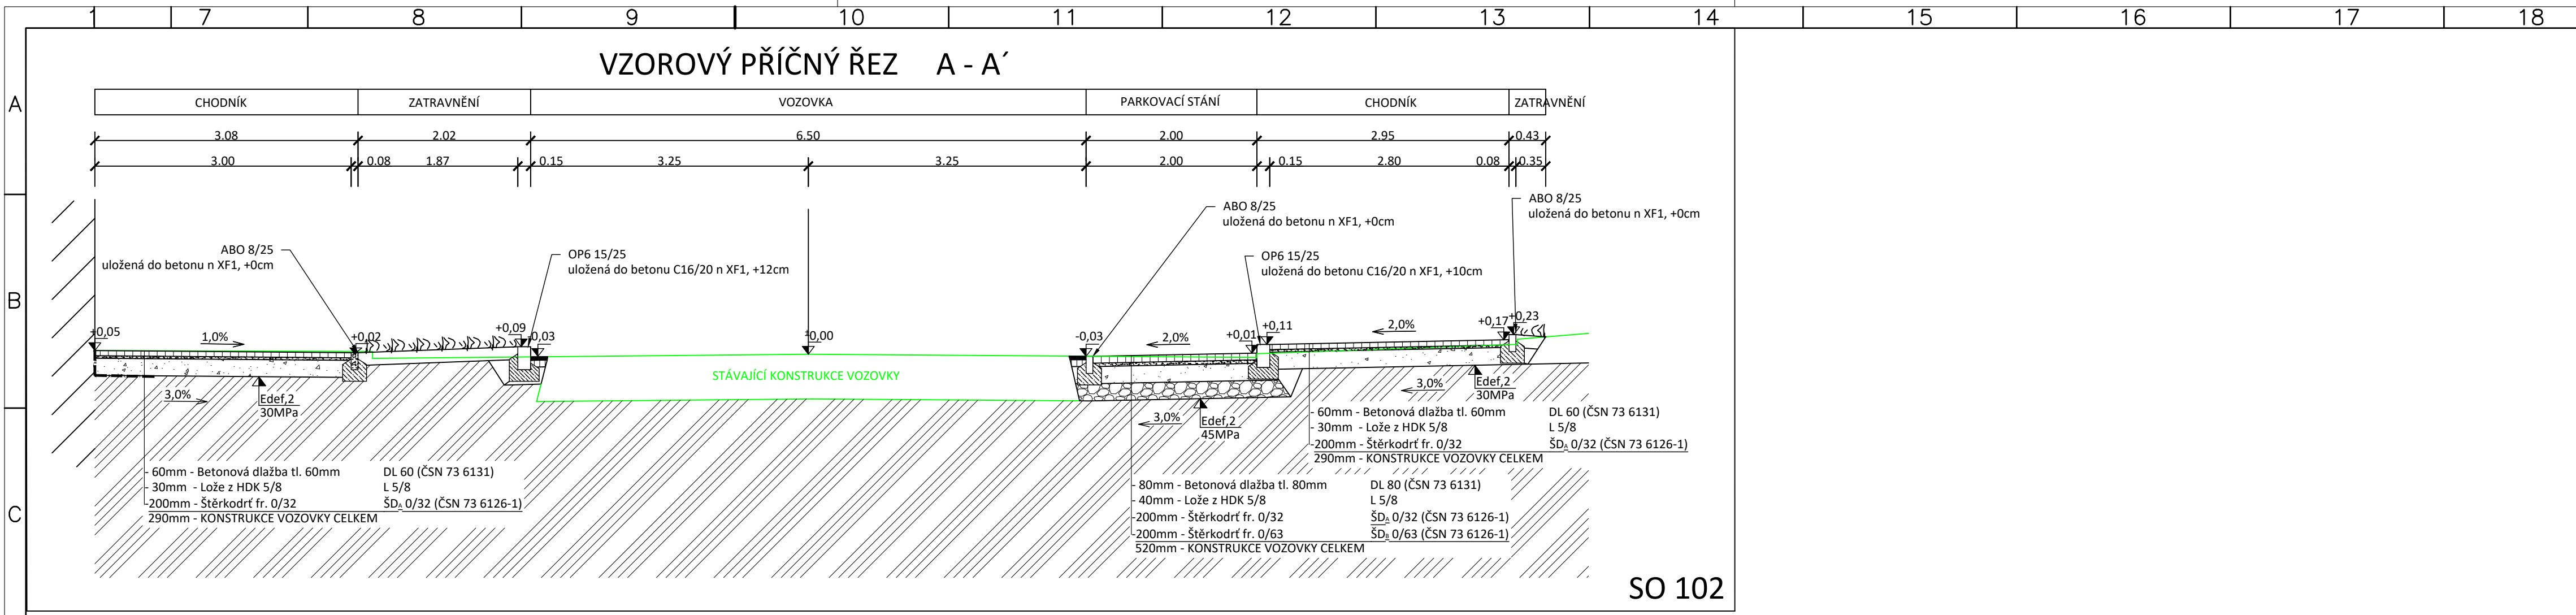 1 7 8 9 10 11 12 13 14 15 16 17 18
VZOROVÝ PŘÍČNÝ ŘEZ A - A´
A
CHODNÍK ZATRAVNĚNÍ VOZOVKA PARKOVACÍ STÁNÍ CHODNÍK ZATRAVNĚNÍ
3.08 2.02 6.50 2.00 2.95 0.43
3.00 0.08 1.87 0.15 3.25 3.25 2.00 0.15 2.80 0.08 0.35
ABO 8/25
uložená do betonu n XF1, +0cm
OP6 15/25
uložená do betonu C16/20 n XF1, +12cm
ABO 8/25
uložená do betonu n XF1, +0cm
OP6 15/25
uložená do betonu C16/20 n XF1, +10cm
ABO 8/25
uložená do betonu n XF1, +0cm
B
+0,05 1,0% +0,02 +0,09 -0,03 ±0,00 -0,03 2,0% +0,01 +0,11 2,0% +0,17 +0,23
STÁVAJÍCÍ KONSTRUKCE VOZOVKY
3,0%
Edef,2
30MPa
3,0%
Edef,2
45MPa
3,0%
Edef,2
30MPa
- 60mm - Betonová dlažba tl. 60mm DL 60 (ČSN 73 6131)
- 30mm - Lože z HDK 5/8 L 5/8
-200mm - Štěrkodrť fr. 0/32 ŠDA 0/32 (ČSN 73 6126-1)
290mm - KONSTRUKCE VOZOVKY CELKEM
- 60mm - Betonová dlažba tl. 60mm DL 60 (ČSN 73 6131)
- 30mm - Lože z HDK 5/8 L 5/8
-200mm - Štěrkodrť fr. 0/32 ŠDA 0/32 (ČSN 73 6126-1)
290mm - KONSTRUKCE VOZOVKY CELKEM
- 80mm - Betonová dlažba tl. 80mm DL 80 (ČSN 73 6131)
- 40mm - Lože z HDK 5/8 L 5/8
-200mm - Štěrkodrť fr. 0/32 ŠDA 0/32 (ČSN 73 6126-1)
-200mm - Štěrkodrť fr. 0/63 ŠDB 0/63 (ČSN 73 6126-1)
520mm - KONSTRUKCE VOZOVKY CELKEM
C
SO 102